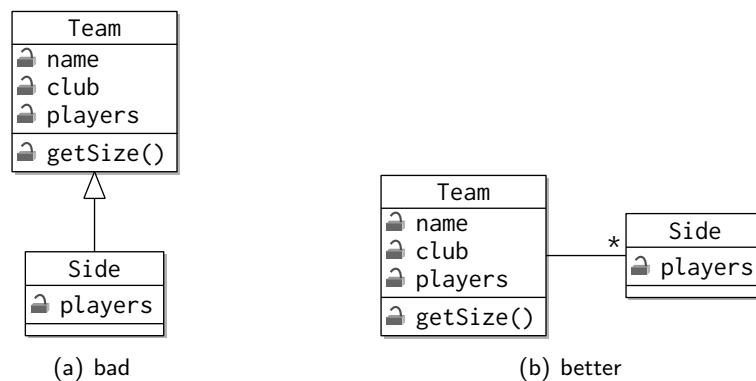 Team
name
club
players
getSize()
Side
players
(a) bad
Team
name
club
players
getSize()
*
Side
players
(b) better